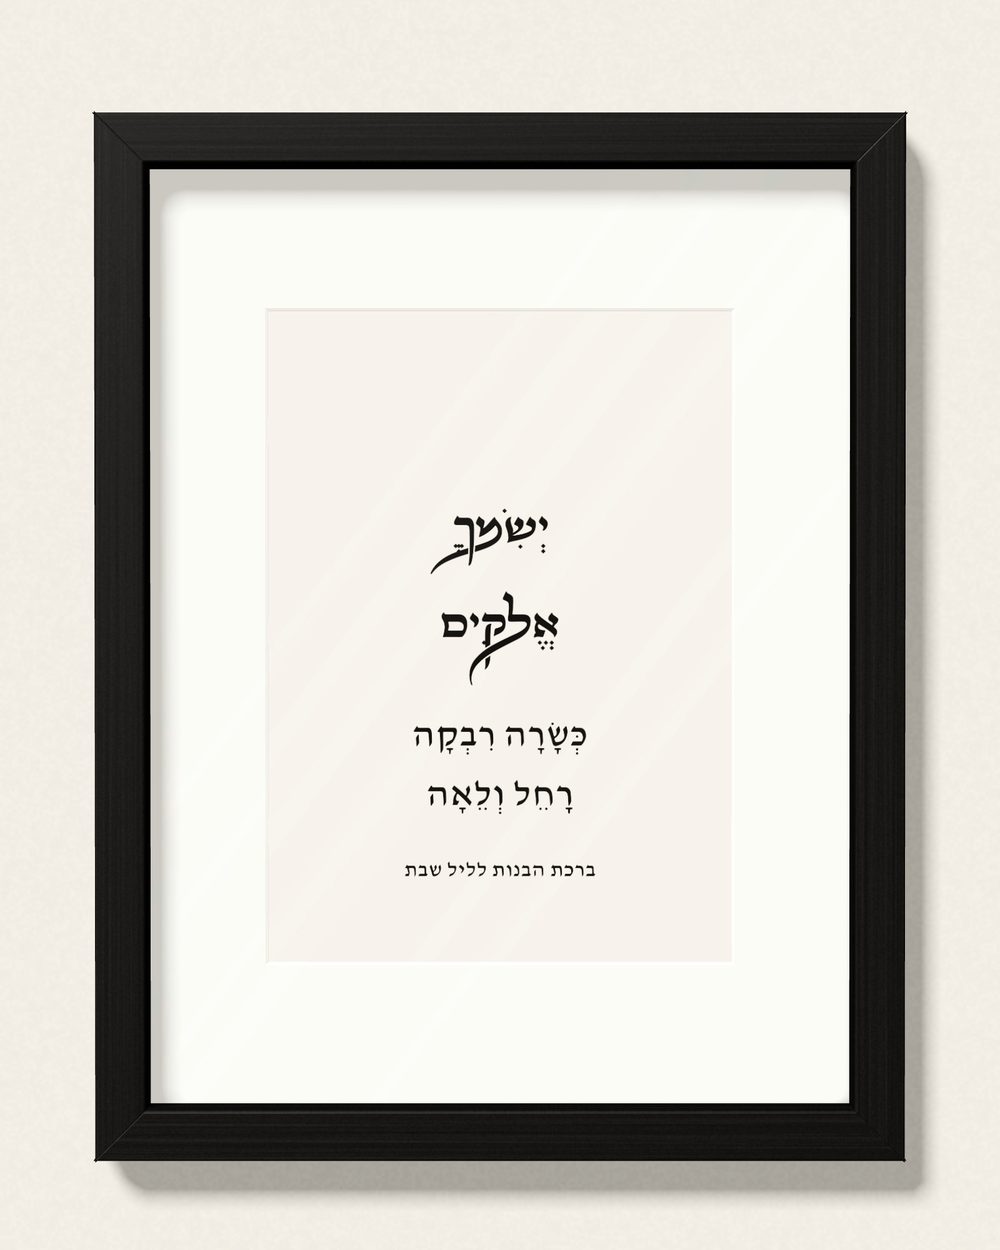 יְשִׂמֵךְ
אֱלֹקִים
כְּשָׂרָה רִבְקָה
רָחֵל וְלֵאָה
ברכת הבנות לליל שבת